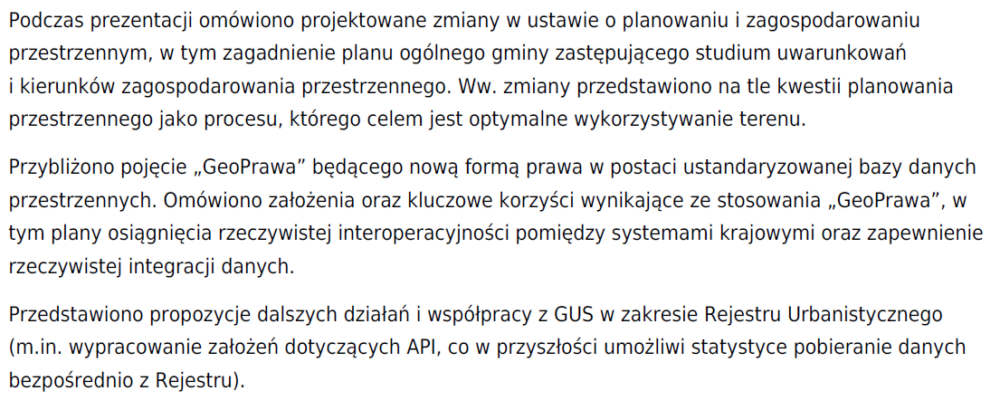 Podczas prezentacji omówiono projektowane zmiany w ustawie o planowaniu i zagospodarowaniu
przestrzennym, w tym zagadnienie planu ogólnego gminy zastępującego studium uwarunkowań
i kierunków zagospodarowania przestrzennego. Ww. zmiany przedstawiono na tle kwestii planowania
przestrzennego jako procesu, którego celem jest optymalne wykorzystywanie terenu.
Przybliżono pojęcie „GeoPrawa” będącego nową formą prawa w postaci ustandaryzowanej bazy danych
przestrzennych. Omówiono założenia oraz kluczowe korzyści wynikające ze stosowania „GeoPrawa”, w
tym plany osiągnięcia rzeczywistej interoperacyjności pomiędzy systemami krajowymi oraz zapewnienie
rzeczywistej integracji danych.
Przedstawiono propozycje dalszych działań i współpracy z GUS w zakresie Rejestru Urbanistycznego
(m.in. wypracowanie założeń dotyczących API, co w przyszłości umożliwi statystyce pobieranie danych
bezpośrednio z Rejestru).